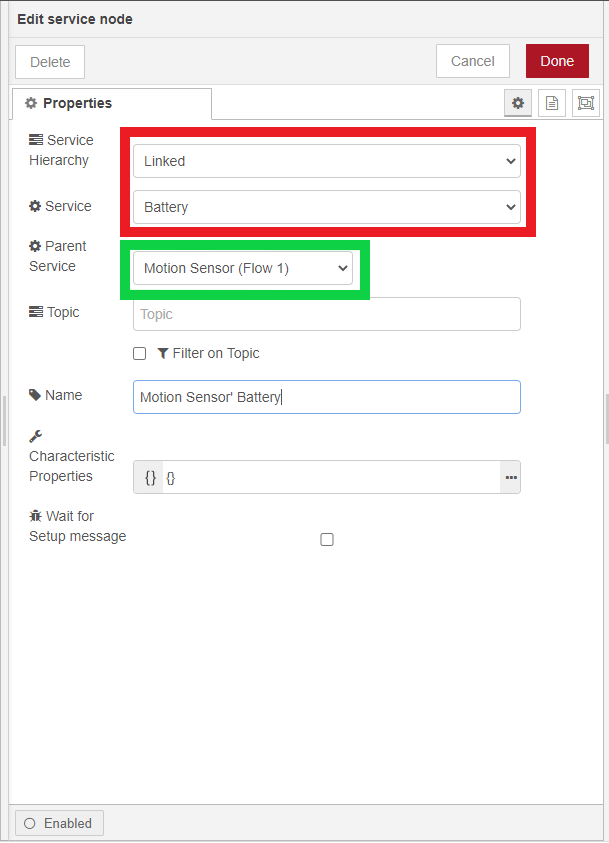 Edit service node
Delete
Cancel
Done
Properties
Service
Hierarchy
Linked
Service
Battery
Parent
Service
Motion Sensor (Flow 1)
Topic
Topic
Filter on Topic
Name
Motion Sensor' Battery
Characteristic
Properties
{} {}
...
Wait for
Setup message
Enabled